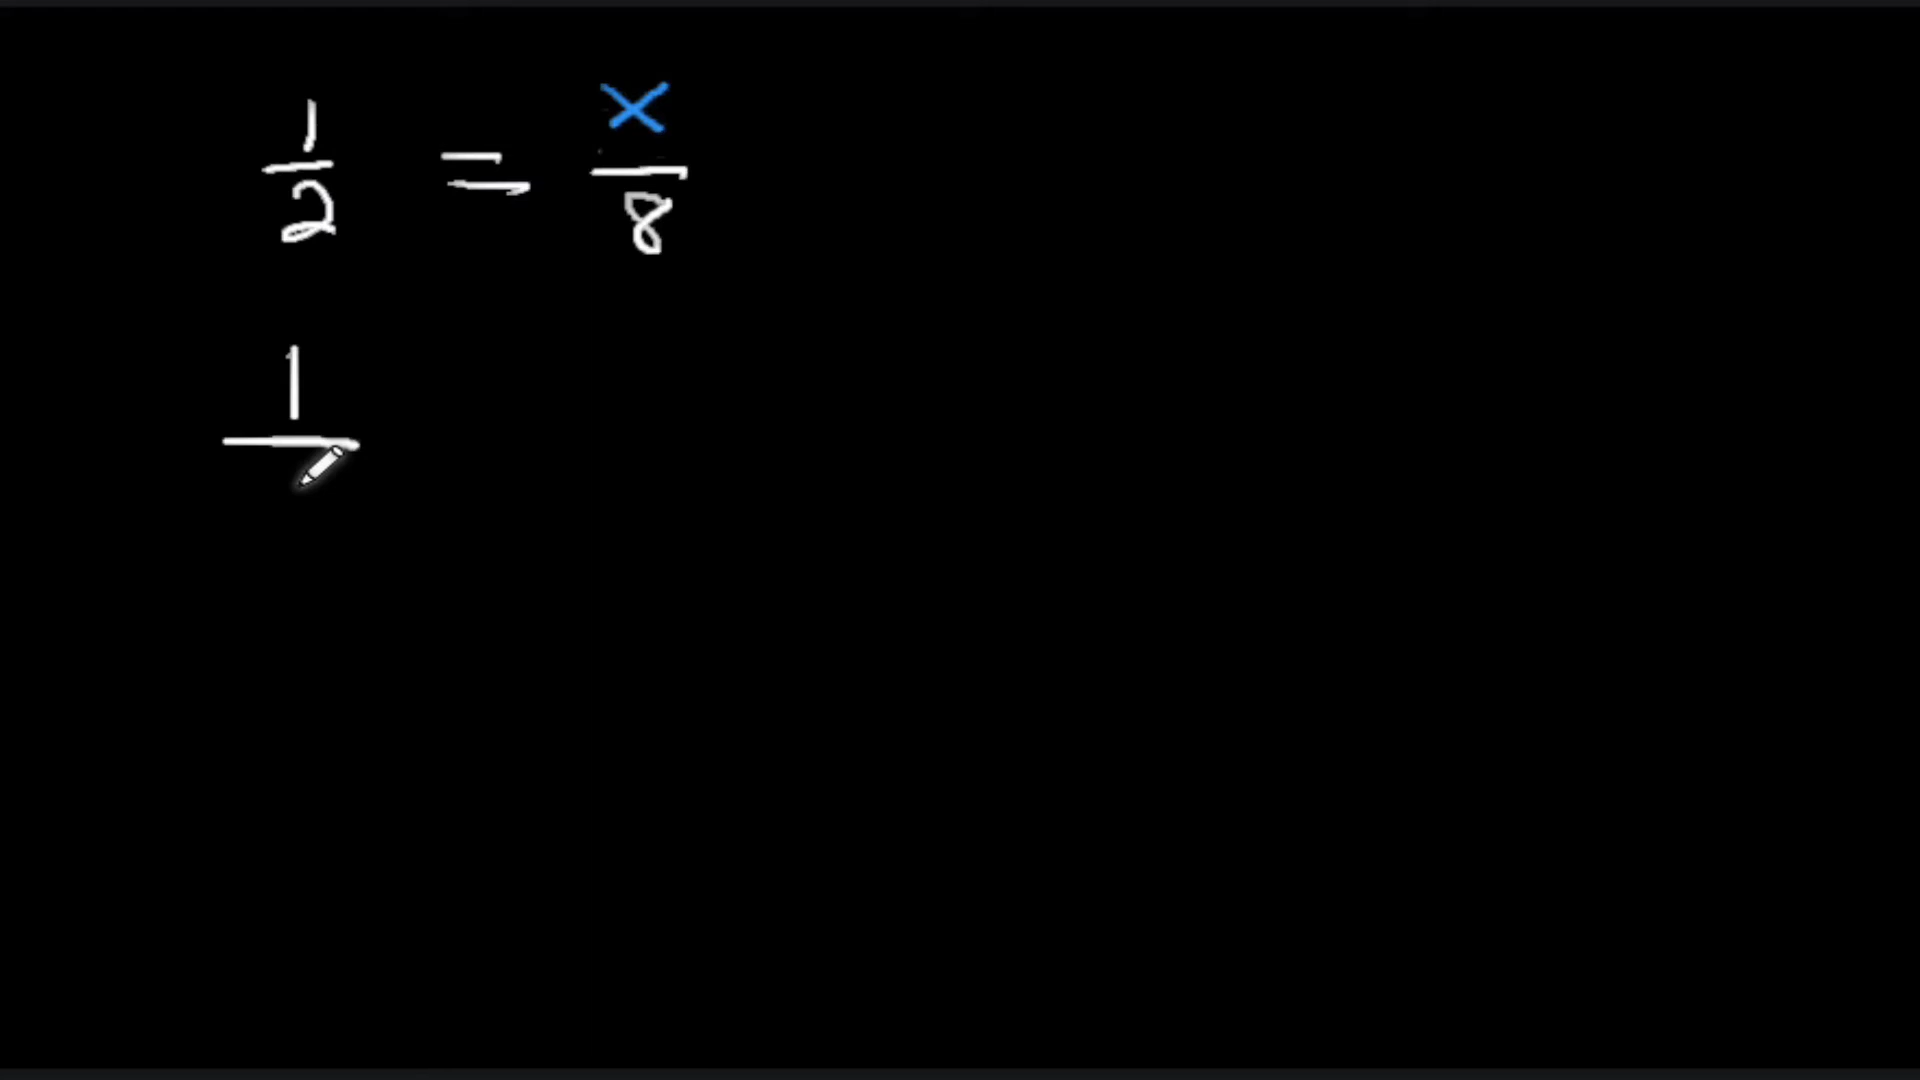 1/2 = x/8
1/